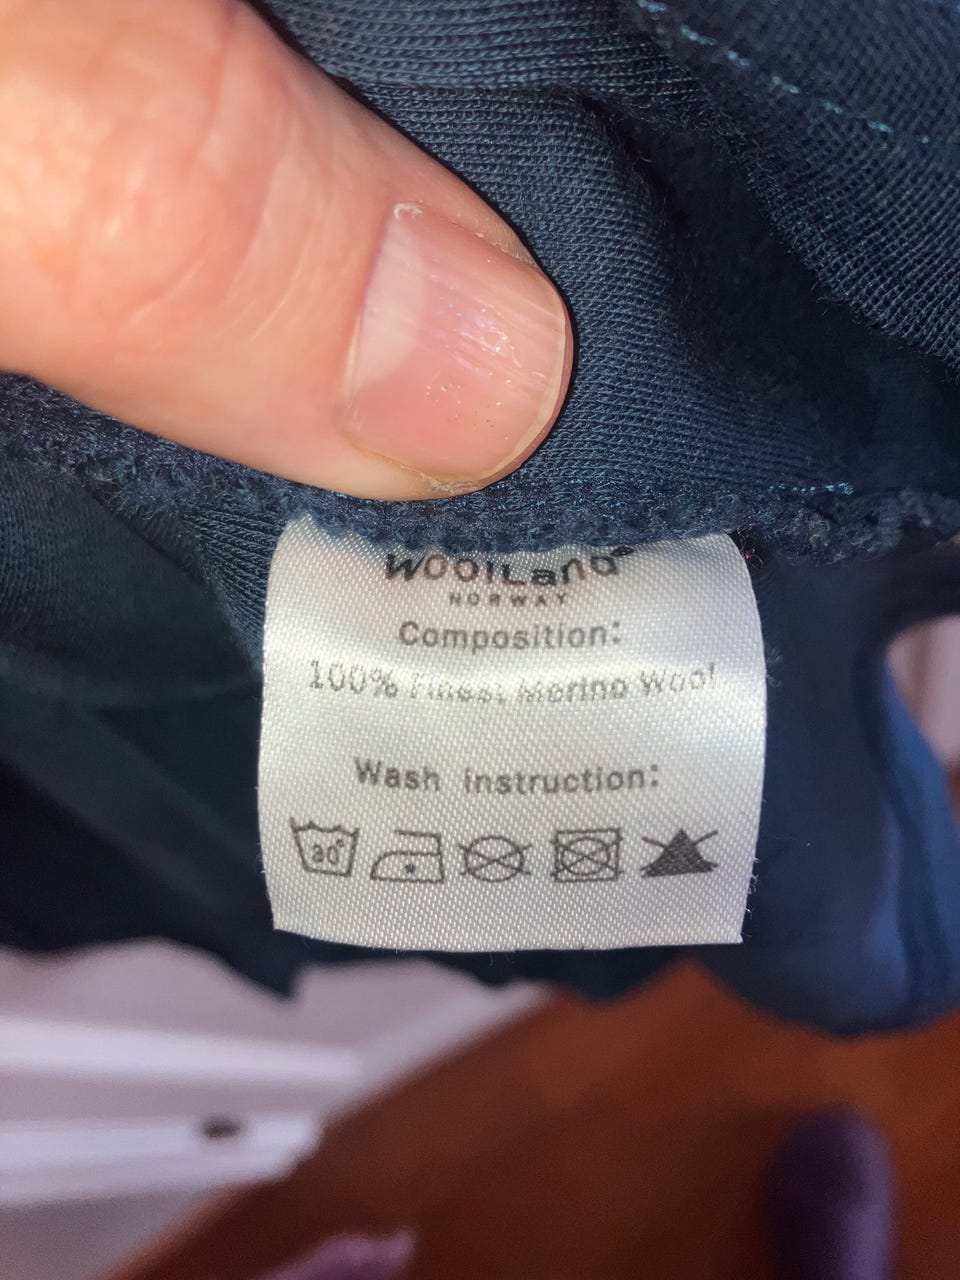 WoolLand®
NORWAY
Composition:
100% Finest Merino Wool
Wash instruction:
30°